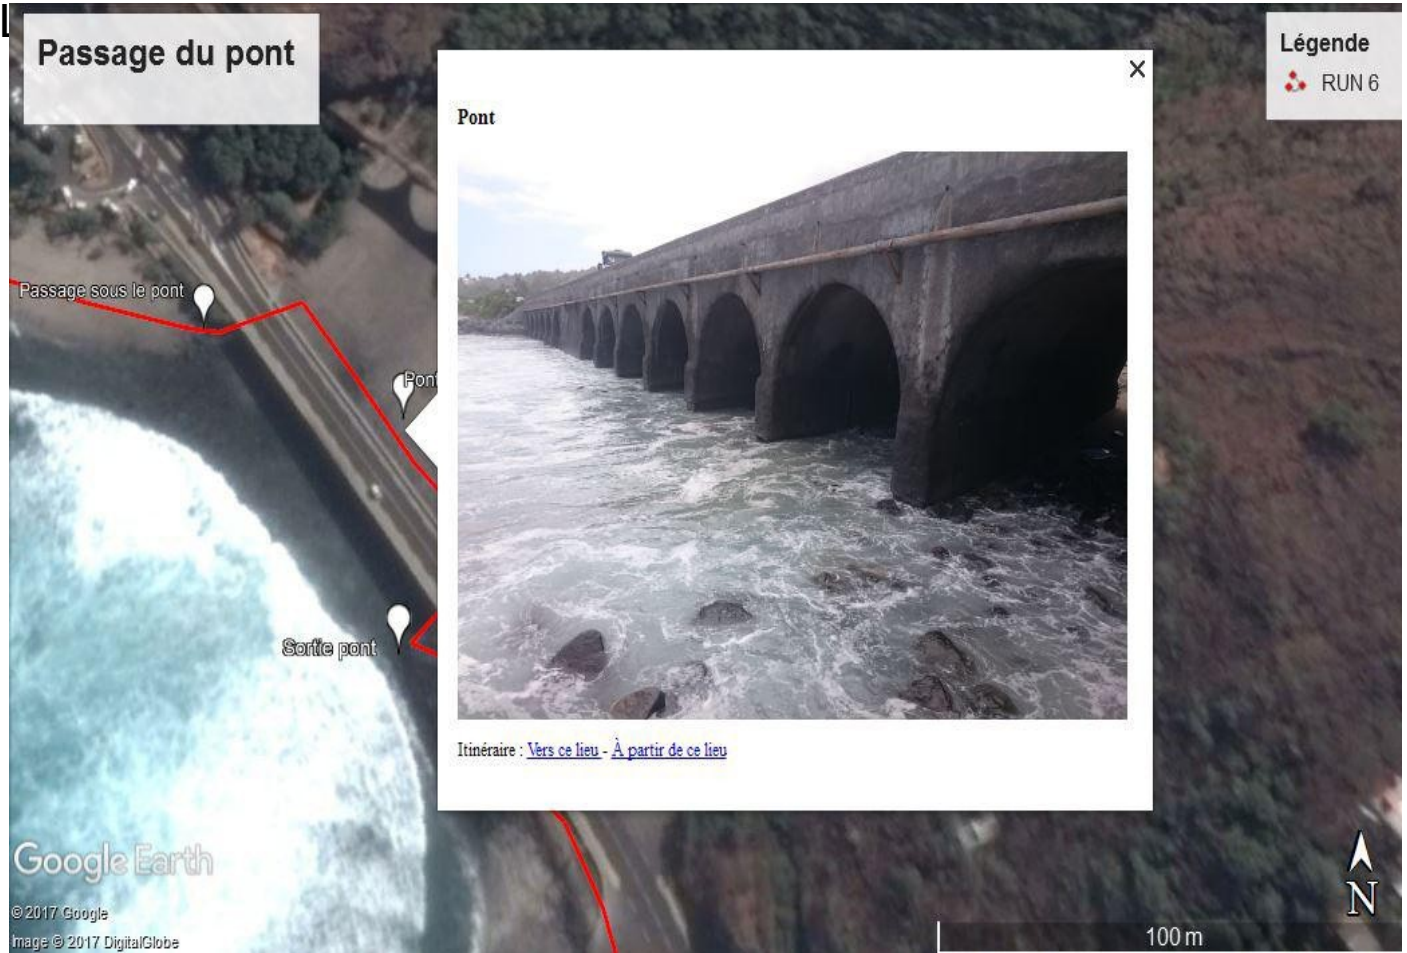 Passage du pont
Légende
RUN 6
Pont
Passage sous le pont
Pont
Sortie pont
Itinéraire : Vers ce lieu - À partir de ce lieu
Google Earth
© 2017 Google
Image © 2017 DigitalGlobe
N
100 m